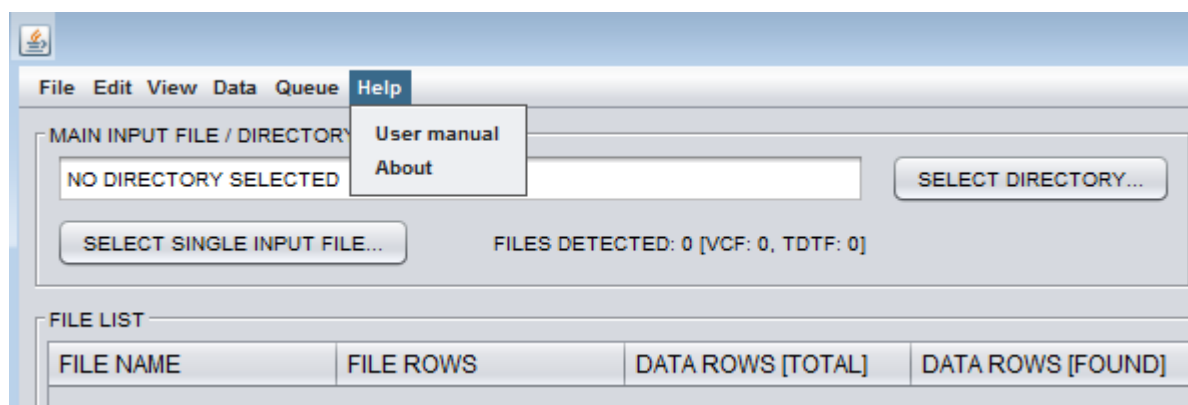 File Edit View Data Queue Help
User manual
About
MAIN INPUT FILE / DIRECTORY
NO DIRECTORY SELECTED
SELECT DIRECTORY...
SELECT SINGLE INPUT FILE...
FILES DETECTED: 0 [VCF: 0, TDTF: 0]
FILE LIST
FILE NAME FILE ROWS DATA ROWS [TOTAL] DATA ROWS [FOUND]